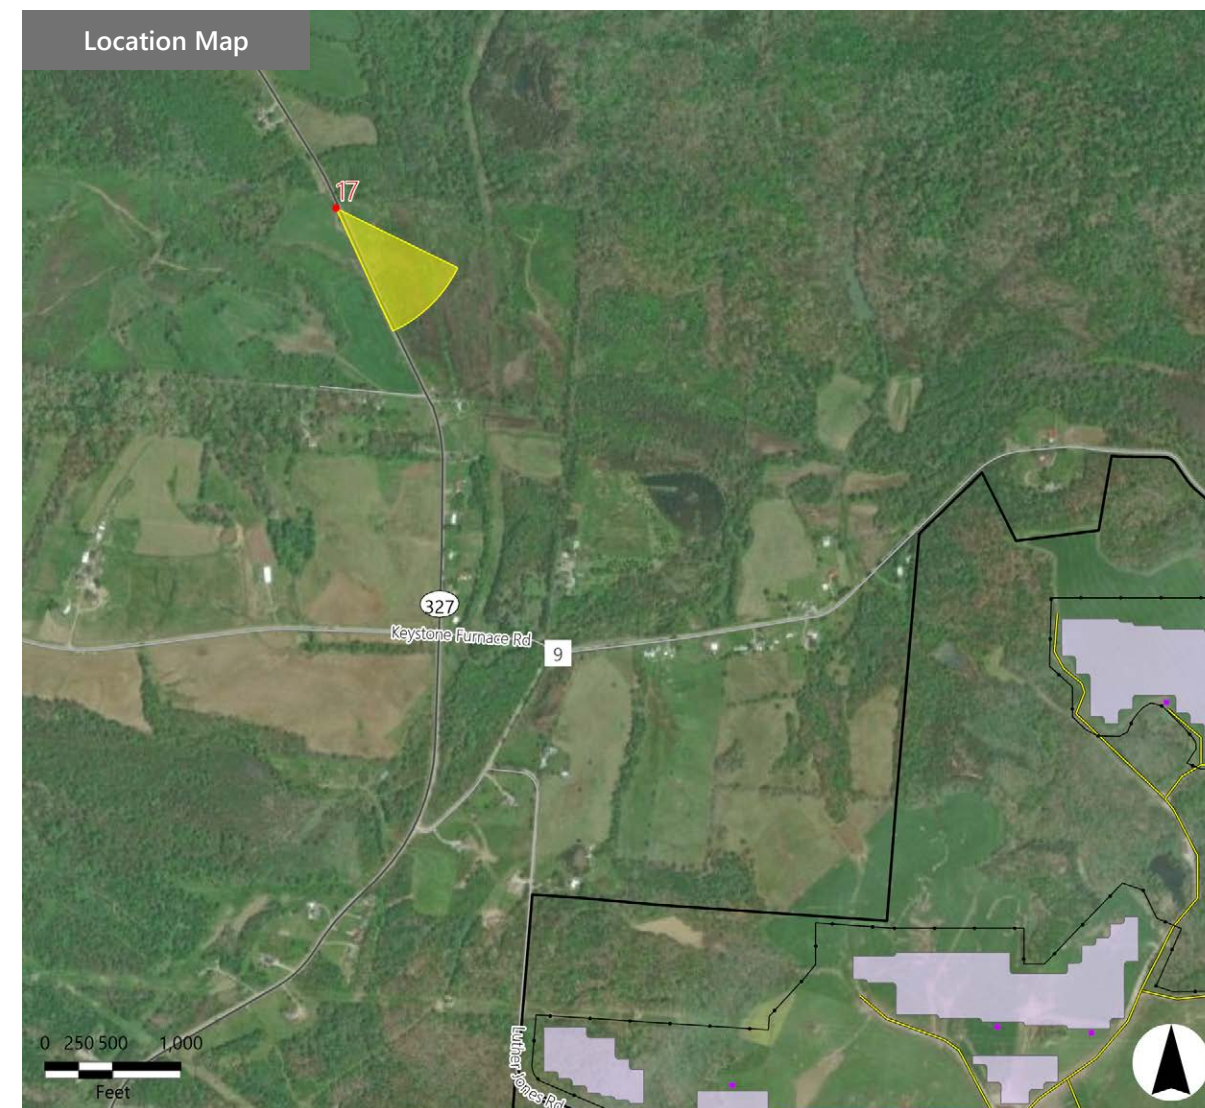 Location Map
17
327
Keystone Furnace Rd
9
0 250 500 1,000
Feet
Luther Jones Rd